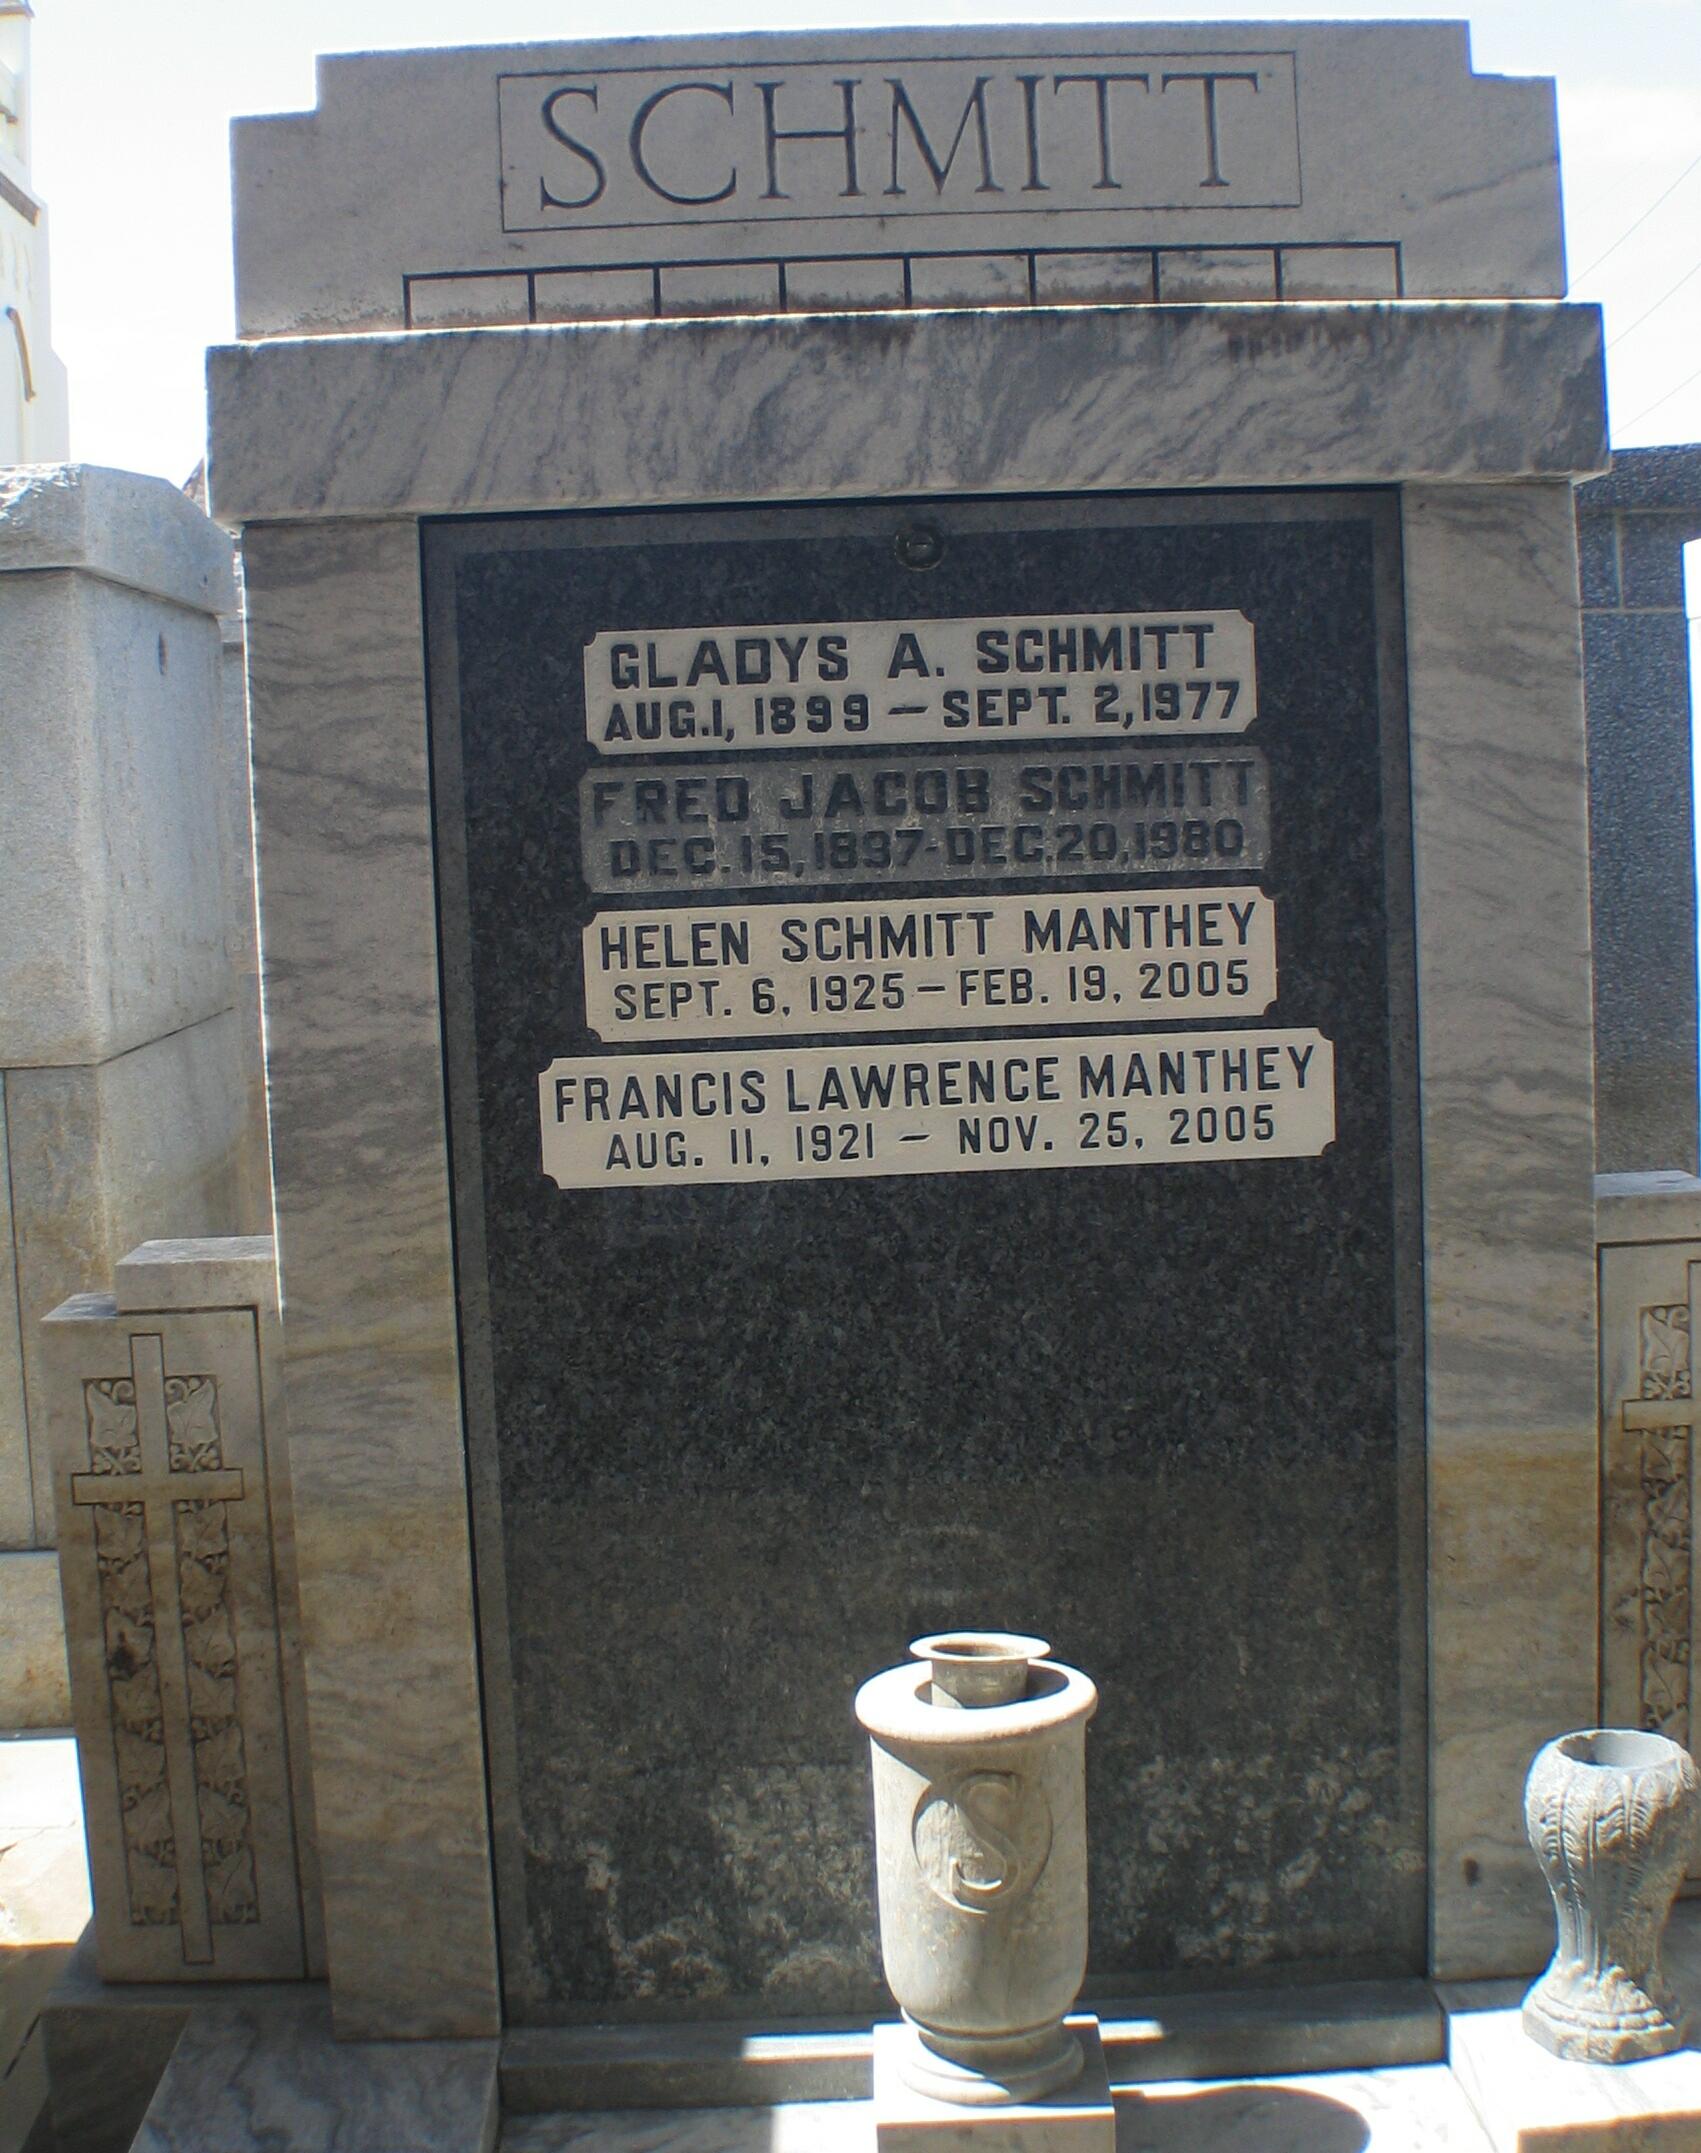 SCHMITT
GLADYS A. SCHMITT
AUG. 1, 1899 — SEPT. 2, 1977
FRED JACOB SCHMITT
DEC. 15, 1897 - DEC. 20, 1980
HELEN SCHMITT MANTHEY
SEPT. 6, 1925 — FEB. 19, 2005
FRANCIS LAWRENCE MANTHEY
AUG. 11, 1921 — NOV. 25, 2005
S